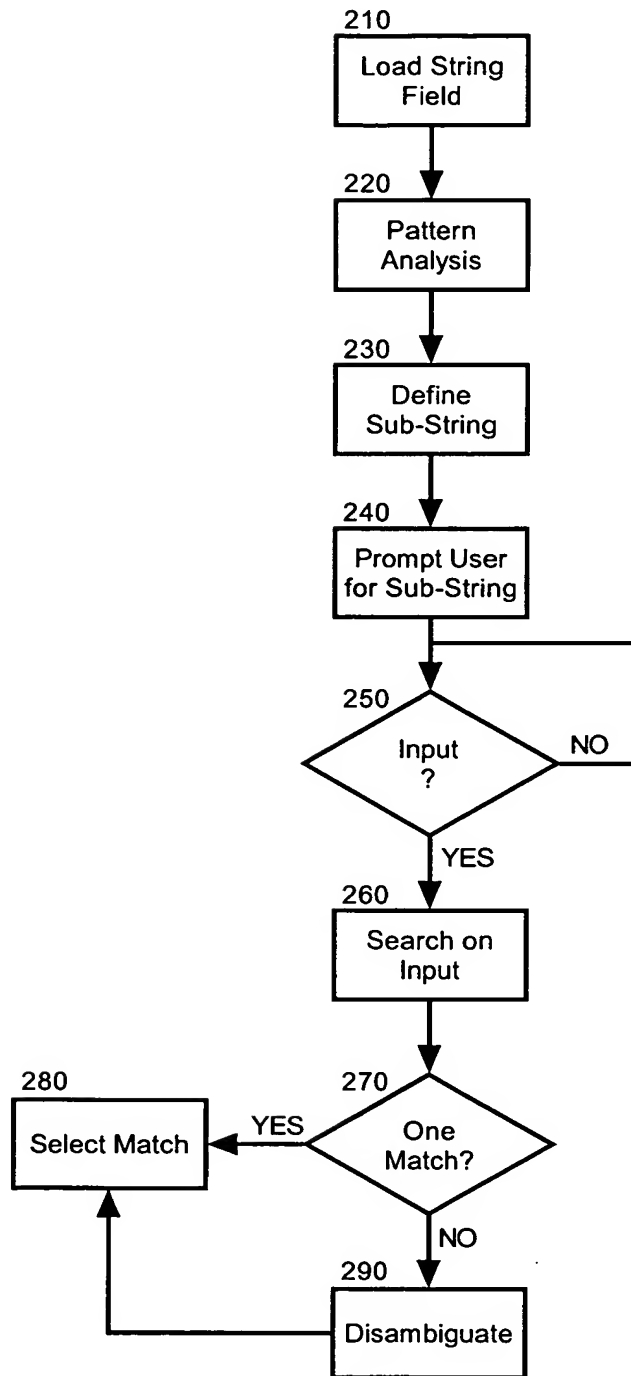 210
Load String
Field
220
Pattern
Analysis
230
Define
Sub-String
240
Prompt User
for Sub-String
250
Input
?
NO
YES
260
Search on
Input
270
One
Match?
YES
280
Select Match
NO
290
Disambiguate